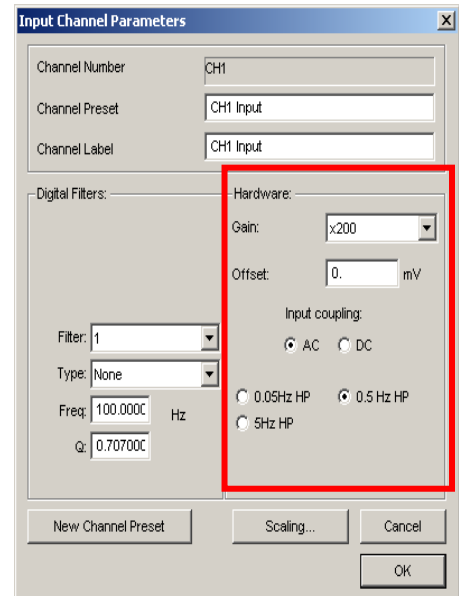 Input Channel Parameters
Channel Number CH1
Channel Preset CH1 Input
Channel Label CH1 Input
Digital Filters:
Filter: 1
Type: None
Freq: 100.000C Hz
Q: 0.70700C
Hardware:
Gain: x200
Offset: 0. mV
Input coupling:
AC DC
0.05Hz HP 0.5 Hz HP
5Hz HP
New Channel Preset Scaling... Cancel
OK